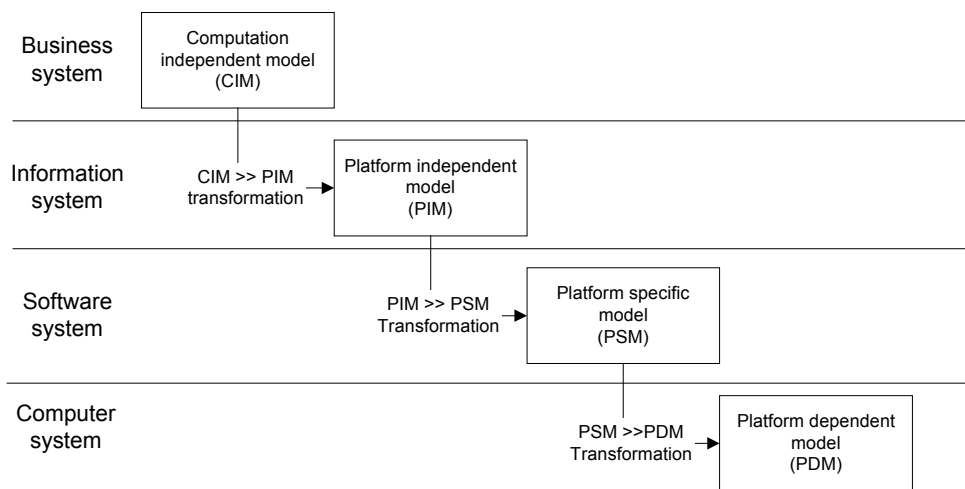 Business
system
Computation
independent model
(CIM)
Information
system
CIM >> PIM
transformation
Platform independent
model
(PIM)
Software
system
PIM >> PSM
Transformation
Platform specific
model
(PSM)
Computer
system
PSM >>PDM
Transformation
Platform dependent
model
(PDM)